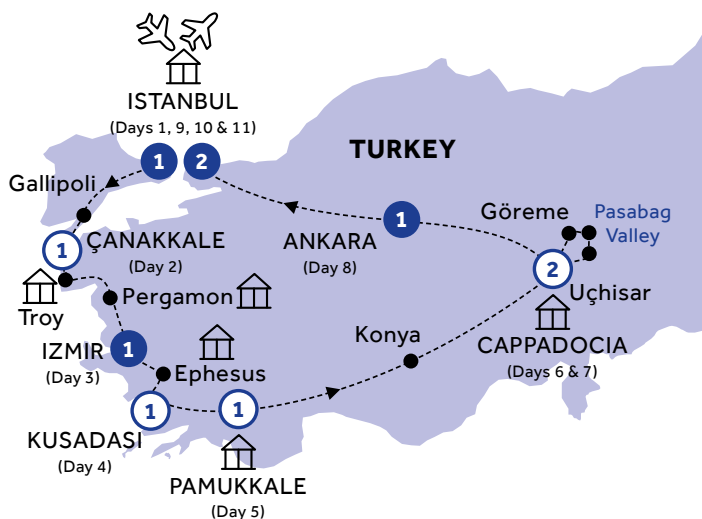 ISTANBUL
(Days 1, 9, 10 & 11)
1
2
TURKEY
Gallipoli
1
ÇANAKKALE
(Day 2)
Troy
Pergamon
IZMIR
(Day 3)
1
Ephesus
1
KUSADASI
(Day 4)
1
PAMUKKALE
(Day 5)
Konya
2
Uçhisar
CAPPADOCIA
(Days 6 & 7)
Göreme
Pasabag
Valley
1
ANKARA
(Day 8)